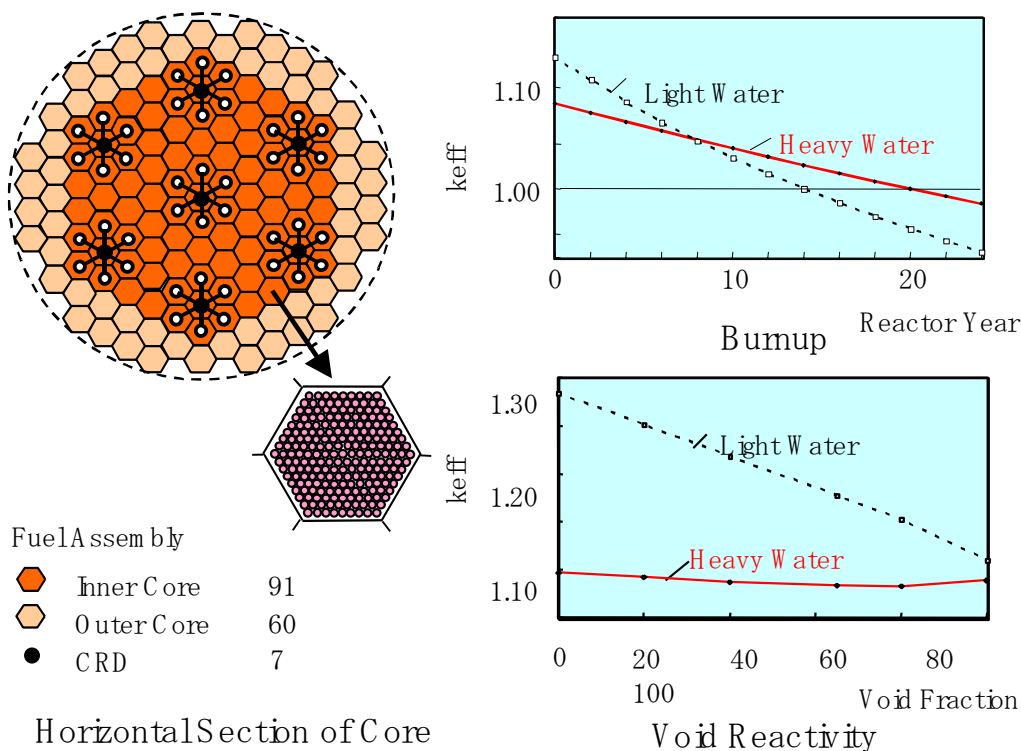 1.10
1.00
keff
Light Water
Heavy Water
0
10
20
Reactor Year
Burnup
1.30
1.20
1.10
keff
Light Water
Heavy Water
0
20
40
60
80
100
Void Fraction
Void Reactivity
Fuel Assembly
Inner Core 91
Outer Core 60
CRD 7
Horizontal Section of Core